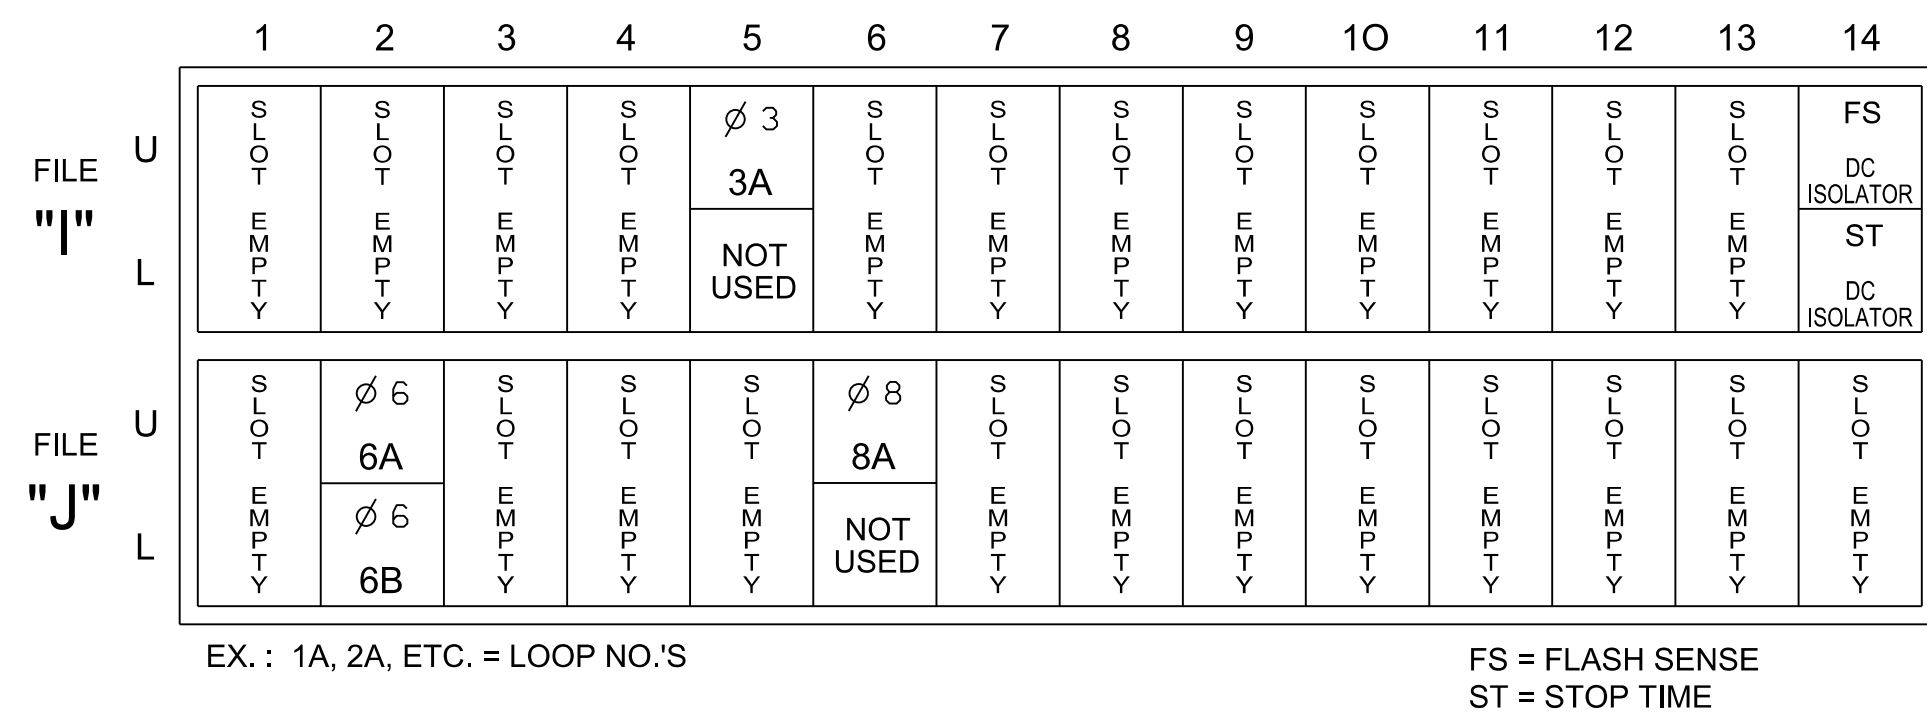 1 2 3 4 5 6 7 8 9 1O 11 12 13 14
FILE "I"
U
L
SLOT EMPTY
SLOT EMPTY
SLOT EMPTY
SLOT EMPTY
Ø 3
3A
NOT
USED
SLOT EMPTY
SLOT EMPTY
SLOT EMPTY
SLOT EMPTY
SLOT EMPTY
SLOT EMPTY
SLOT EMPTY
SLOT EMPTY
FS
DC
ISOLATOR
ST
DC
ISOLATOR
FILE "J"
U
L
SLOT EMPTY
Ø 6
6A
Ø 6
6B
SLOT EMPTY
SLOT EMPTY
SLOT EMPTY
Ø 8
8A
NOT
USED
SLOT EMPTY
SLOT EMPTY
SLOT EMPTY
SLOT EMPTY
SLOT EMPTY
SLOT EMPTY
SLOT EMPTY
SLOT EMPTY
EX. : 1A, 2A, ETC. = LOOP NO.'S
FS = FLASH SENSE
ST = STOP TIME